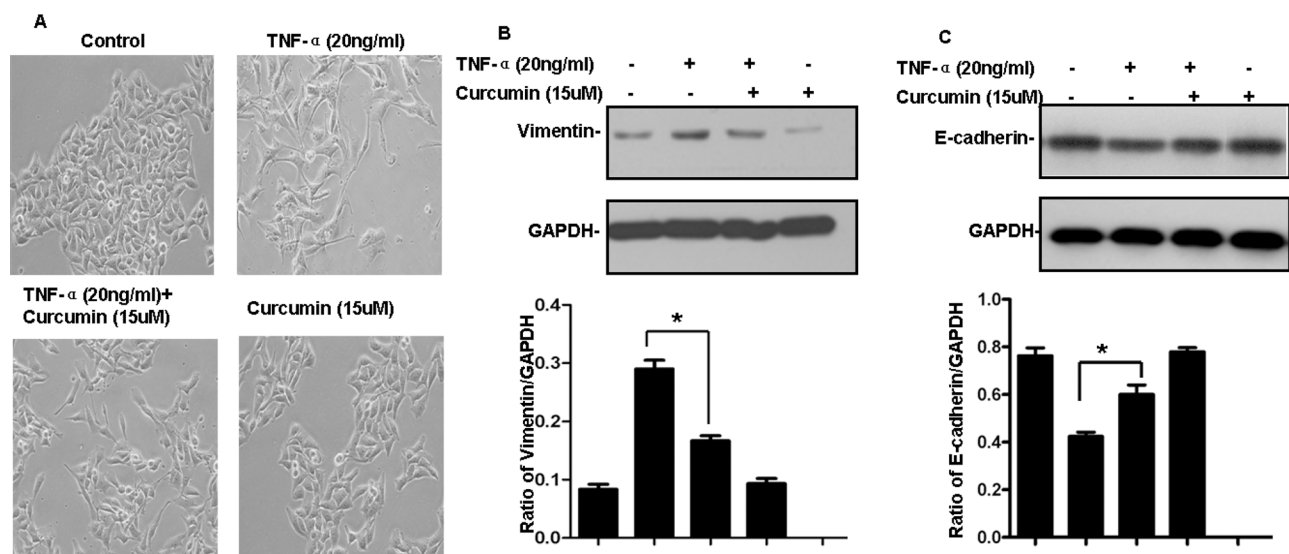 A
Control
TNF-α (20ng/ml)
TNF-α (20ng/ml)+
Curcumin (15uM)
Curcumin (15uM)
B
TNF-α (20ng/ml) - + + -
Curcumin (15uM) - - + +
Vimentin-
GAPDH-
Ratio of Vimentin/GAPDH
0.4
0.3
0.2
0.1
0.0
*
C
TNF-α (20ng/ml) - + + -
Curcumin (15uM) - - + +
E-cadherin-
GAPDH-
Ratio of E-cadherin/GAPDH
1.0
0.8
0.6
0.4
0.2
0.0
*